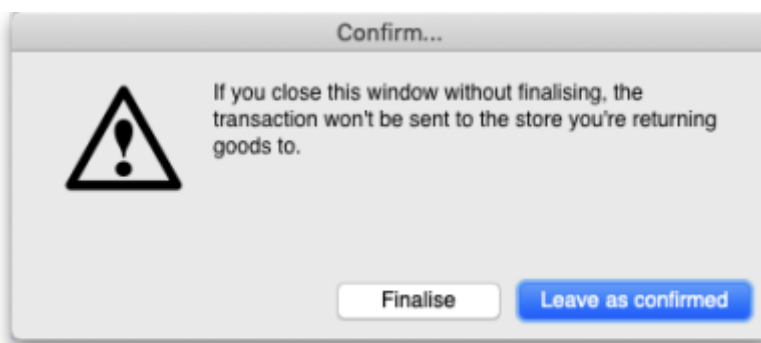 Confirm...
If you close this window without finalising, the
transaction won't be sent to the store you're returning
goods to.
Finalise
Leave as confirmed